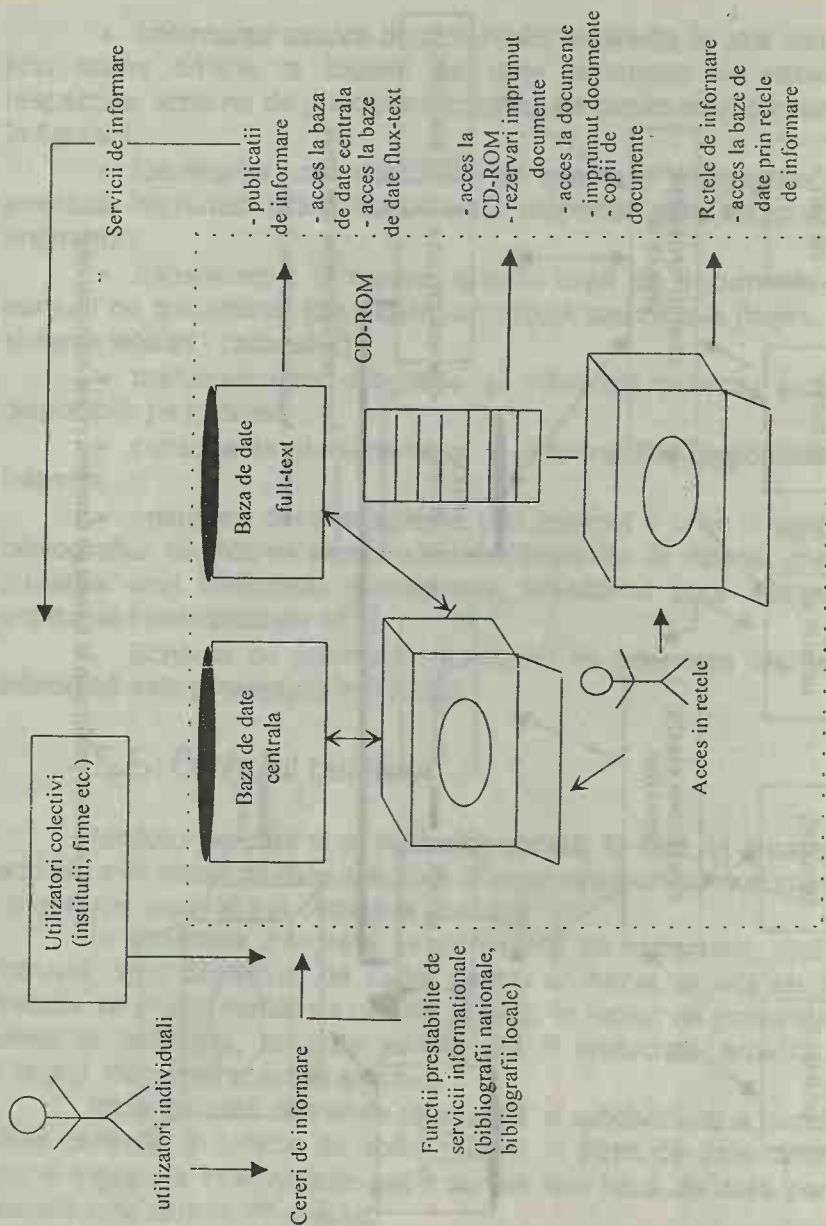 utilizatori individuali
Utilizatori colectivi
(institutii, firme etc.)
Cereri de informare
Functii prestabilite de
servicii informationale
(bibliografii nationale,
bibliografii locale)
Baza de date
centrala
Baza de date
full-text
CD-ROM
Acces in retele
Servicii de informare
- publicatii
de informare
- acces la baza
de date centrala
- acces la baze
de date flux-text
- acces la
CD-ROM
- rezervari imprumut
documente
- acces la documente
- imprumut documente
- copii de
documente
Retele de informare
- acces la baze de
date prin retele
de informare